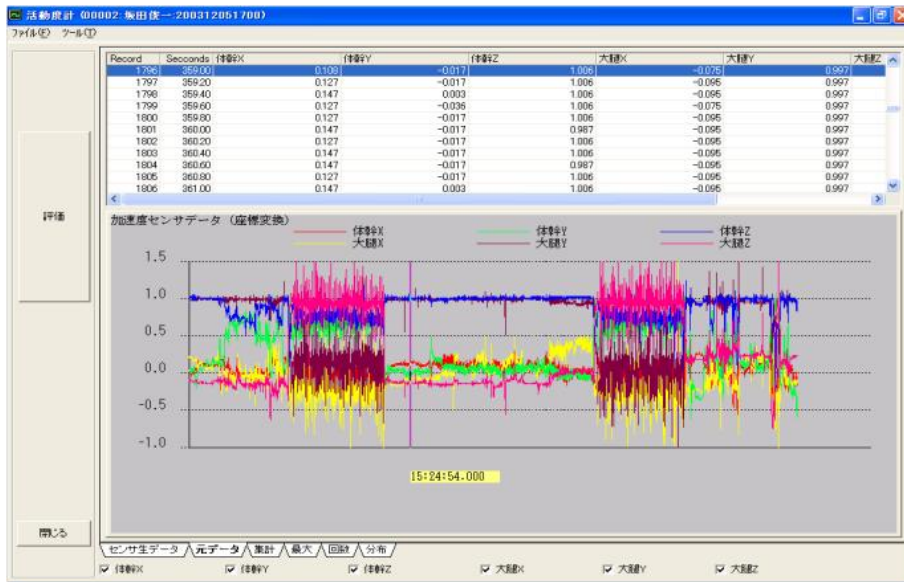 活動度計 (00002:飯田俊一:200312051700)
ファイル(F) ツール(T)
Record Secconds 体幹X 体幹Y 体幹Z 大腿X 大腿Y 大腿Z
1796 359.00 0.108 -0.017 1.006 -0.075 0.997
1797 359.20 0.127 -0.017 1.006 -0.095 0.997
1798 359.40 0.147 0.003 1.006 -0.095 0.997
1799 359.60 0.127 -0.036 1.006 -0.075 0.997
1800 359.80 0.127 -0.017 1.006 -0.095 0.997
1801 360.00 0.147 -0.017 0.987 -0.095 0.997
1802 360.20 0.127 -0.017 1.006 -0.095 0.997
1803 360.40 0.147 -0.017 1.006 -0.095 0.997
1804 360.60 0.147 -0.017 0.987 -0.095 0.997
1805 360.80 0.127 -0.017 1.006 -0.095 0.997
1806 361.00 0.147 0.003 1.006 -0.095 0.997
評価
加速度センサデータ (座標変換)
体幹X 体幹Y 体幹Z
大腿X 大腿Y 大腿Z
1.5
1.0
0.5
0.0
-0.5
-1.0
15:24:54.000
閉じる
センサ生データ 元データ 集計 最大 回数 分布
体幹X 体幹Y 体幹Z 大腿X 大腿Y 大腿Z